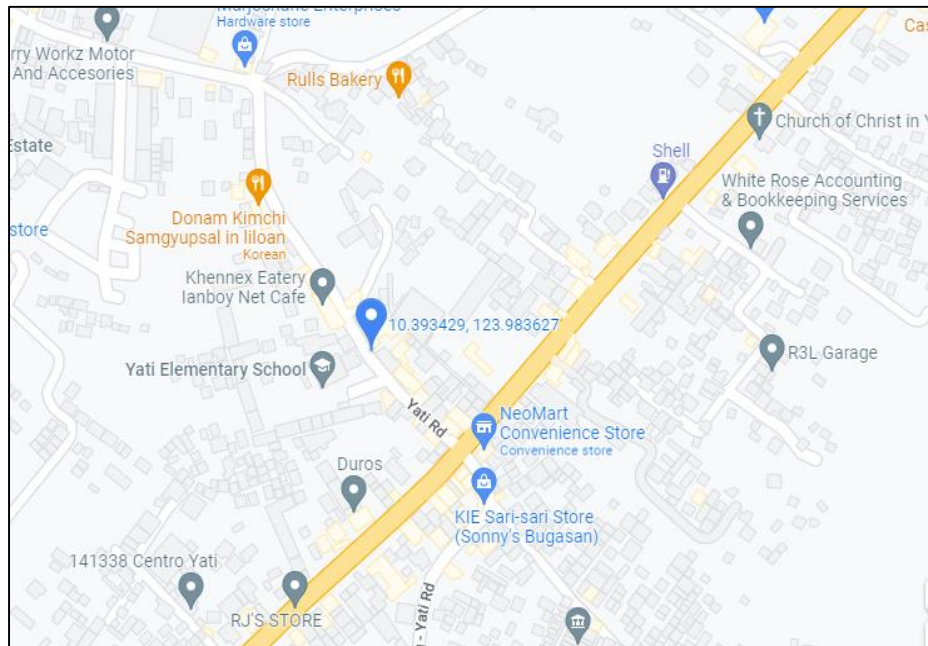 Marjoshane Enterprises
Hardware store
rry Workz Motor
And Accesories
Rulls Bakery
Cas
Church of Christ in Y
Estate
Shell
White Rose Accounting
& Bookkeeping Services
store
Donam Kimchi
Samgyupsal in liloan
Korean
Khennex Eatery
Ianboy Net Cafe
10.393429, 123.983627
Yati Elementary School
R3L Garage
Yati Rd
NeoMart
Convenience Store
Convenience store
Duros
KIE Sari-sari Store
(Sonny's Bugasan)
141338 Centro Yati
RJ'S STORE
- Yati Rd